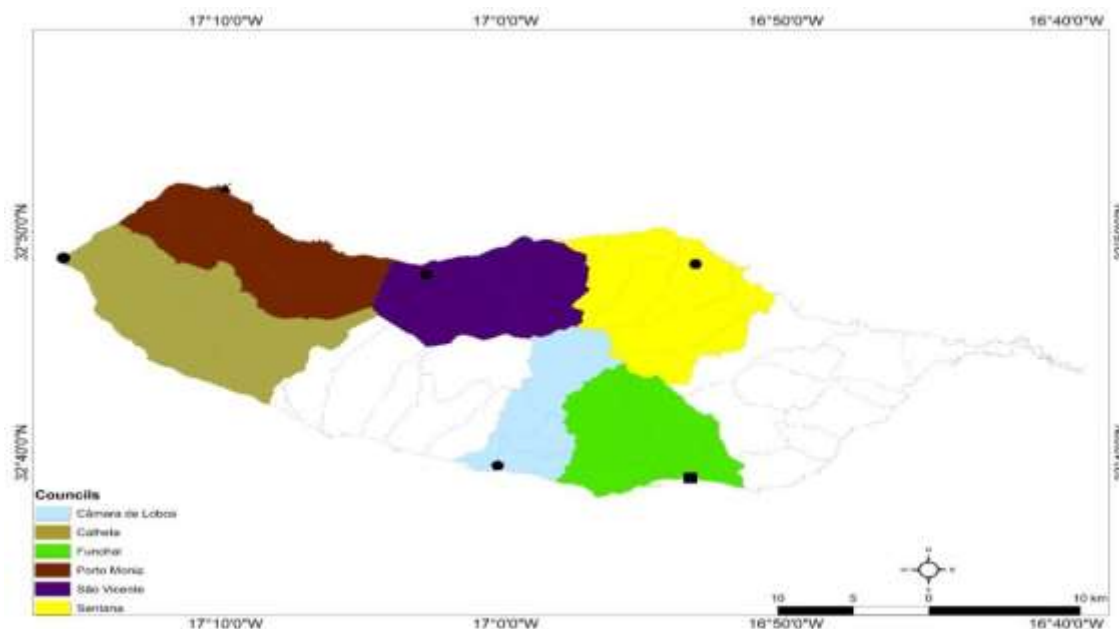 17°10'0"W 17°0'0"W 16°50'0"W 16°40'0"W
32°50'0"N
32°40'0"N
Councils
Câmara de Lobos
Calheta
Funchal
Porto Moniz
São Vicente
Santana
10 5 0 10 km
17°10'0"W 17°0'0"W 16°50'0"W 16°40'0"W